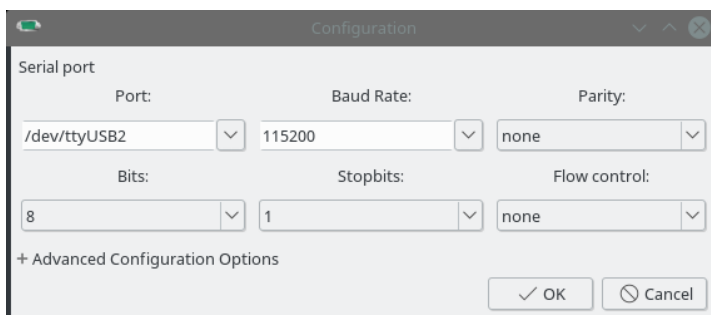 Configuration
Serial port
Port: Baud Rate: Parity:
/dev/ttyUSB2 115200 none
Bits: Stopbits: Flow control:
8 1 none
+ Advanced Configuration Options
OK Cancel